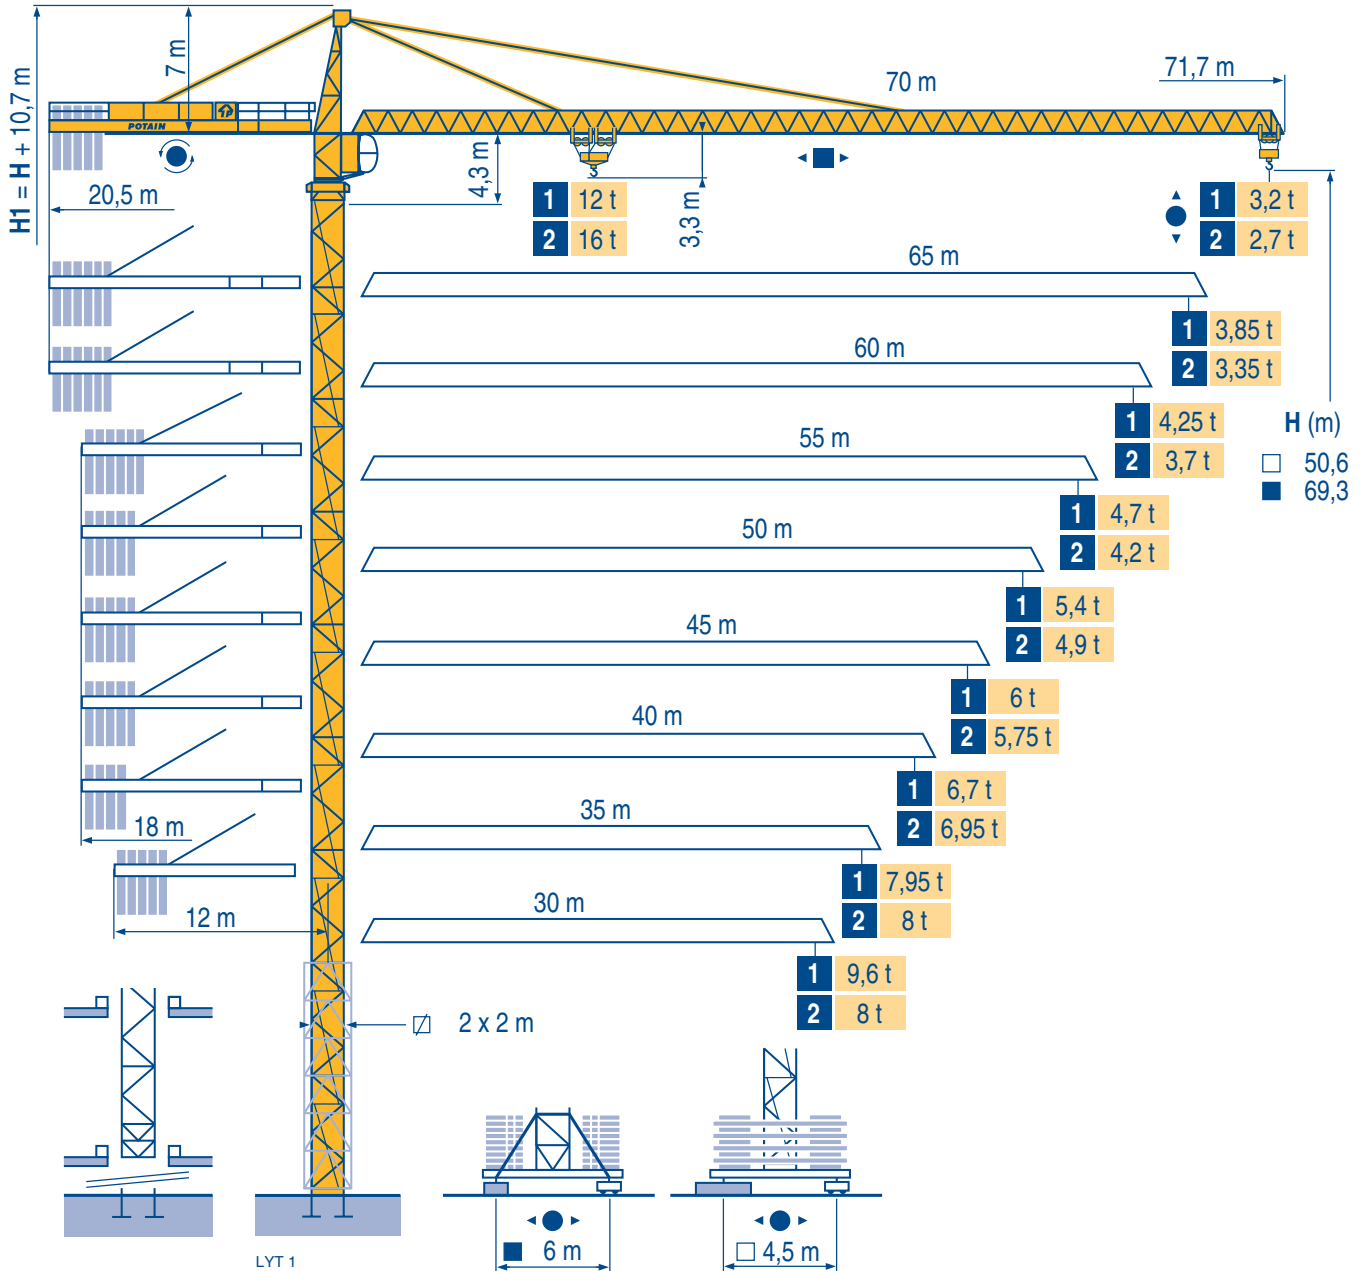 H1 = H + 10,7 m
7 m
70 m
71,7 m
POTAIN
20,5 m
4,3 m
3,3 m
1 12 t
2 16 t
1 3,2 t
2 2,7 t
65 m
1 3,85 t
2 3,35 t
60 m
1 4,25 t
2 3,7 t
H (m)
50,6
69,3
55 m
1 4,7 t
2 4,2 t
50 m
1 5,4 t
2 4,9 t
45 m
1 6 t
2 5,75 t
40 m
1 6,7 t
2 6,95 t
18 m
35 m
1 7,95 t
2 8 t
12 m
30 m
1 9,6 t
2 8 t
2 x 2 m
6 m
4,5 m
LYT 1